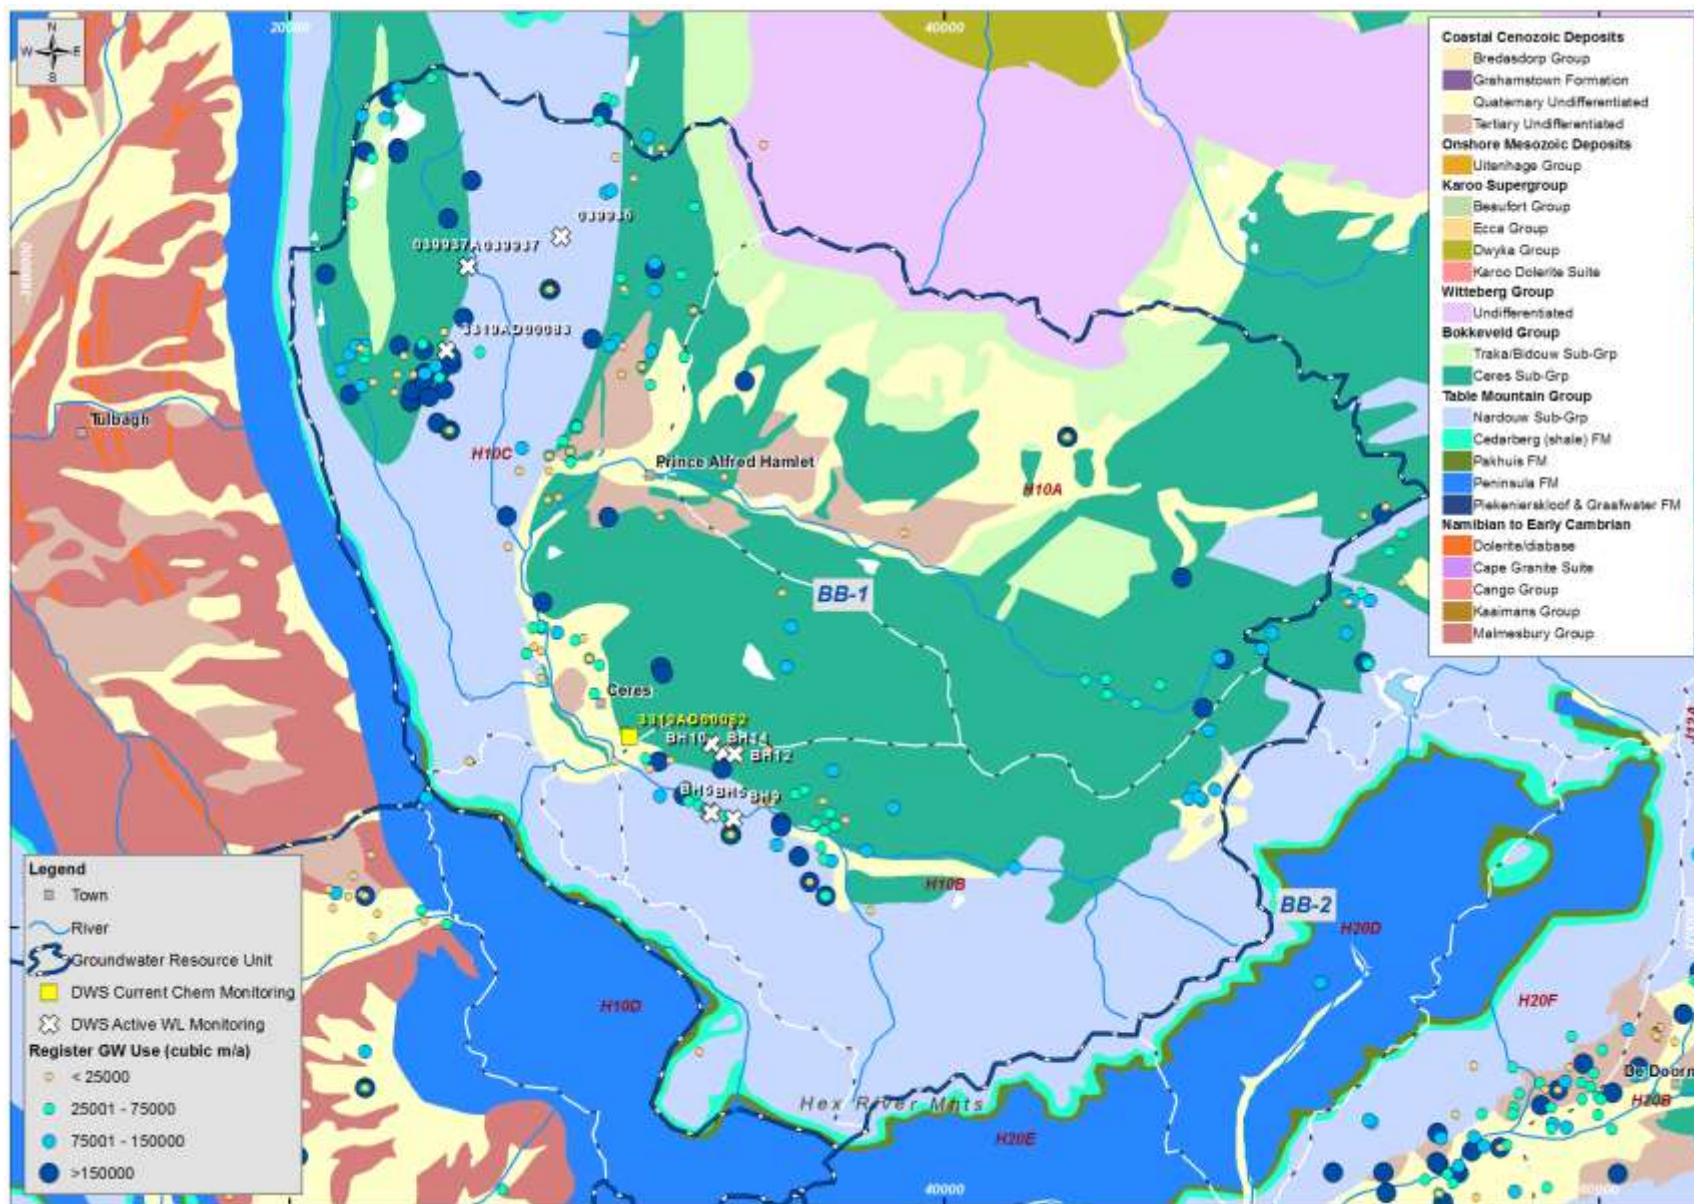 N
W E
S
20000
40000
Coastal Cenozoic Deposits
Bredasdorp Group
Grahamstown Formation
Quaternary Undifferentiated
Tertiary Undifferentiated
Onshore Mesozoic Deposits
Uitenhage Group
Karoo Supergroup
Beaufort Group
Ecca Group
Dwyka Group
Karoo Dolerite Suite
Witteberg Group
Undifferentiated
Bokkeveld Group
Traka/Bidouw Sub-Grp
Ceres Sub-Grp
Table Mountain Group
Nardouw Sub-Grp
Cedarberg (shale) FM
Pakhuis FM
Peninsula FM
Piekenierskloof & Graafwater FM
Namibian to Early Cambrian
Dolerite/diabase
Cape Granite Suite
Cango Group
Kaaimans Group
Malmesbury Group
039937A039937
3319AD00083
Tulbagh
H10C
Prince Alfred Hamlet
H10A
BB-1
Ceres
3319AD00082
BH10
BH12
BH9
H10B
BB-2
H20D
H10D
H20F
De Doorn
H20B
Hex River Mnts
H20E
40000
Legend
Town
River
Groundwater Resource Unit
DWS Current Chem Monitoring
DWS Active WL Monitoring
Register GW Use (cubic m/a)
< 25000
25001 - 75000
75001 - 150000
>150000